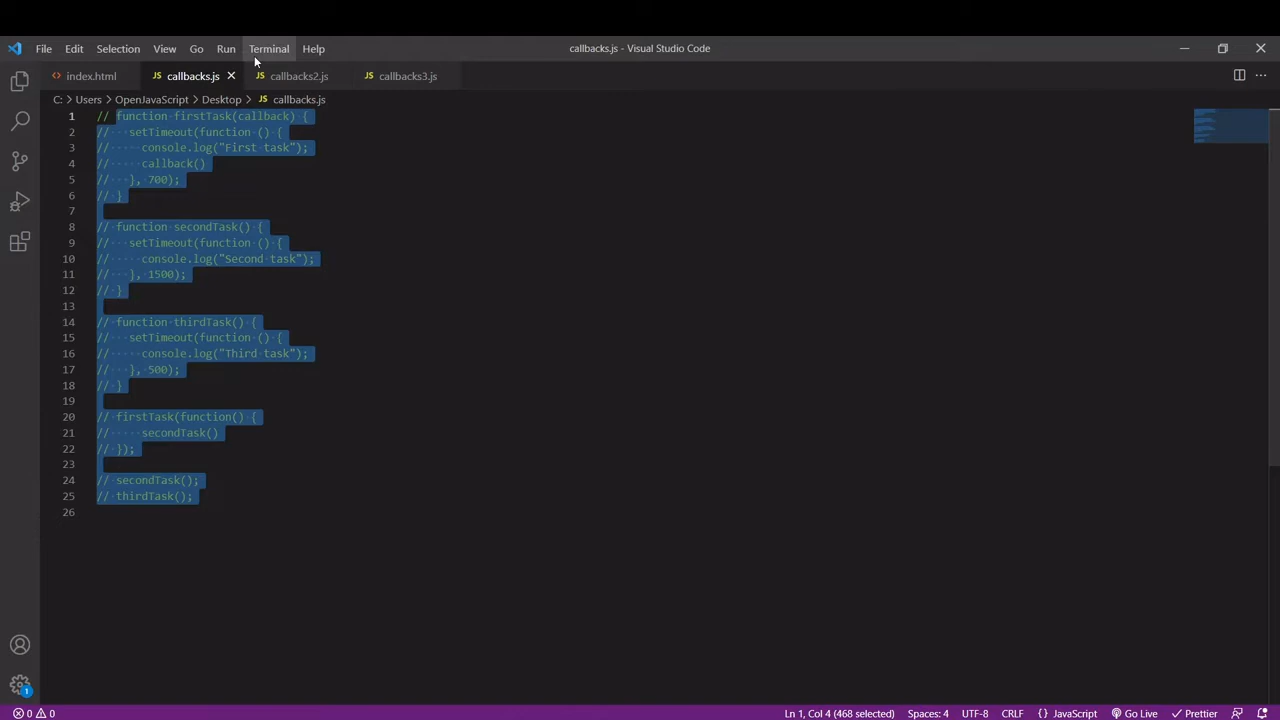 File Edit Selection View Go Run Terminal Help callbacks.js - Visual Studio Code
index.html JS callbacks.js JS callbacks2.js JS callbacks3.js
C: > Users > OpenJavaScript > Desktop > JS callbacks.js
1 // function firstTask(callback) {
2 // setTimeout(function () {
3 // console.log("First task");
4 // callback()
5 // }, 700);
6 // }
7
8 // function secondTask() {
9 // setTimeout(function () {
10 // console.log("Second task");
11 // }, 1500);
12 // }
13
14 // function thirdTask() {
15 // setTimeout(function () {
16 // console.log("Third task");
17 // }, 500);
18 // }
19
20 // firstTask(function() {
21 // secondTask()
22 // });
23
24 // secondTask();
25 // thirdTask();
26
1
0 0 Ln 1, Col 4 (468 selected) Spaces: 4 UTF-8 CRLF {} JavaScript Go Live Prettier